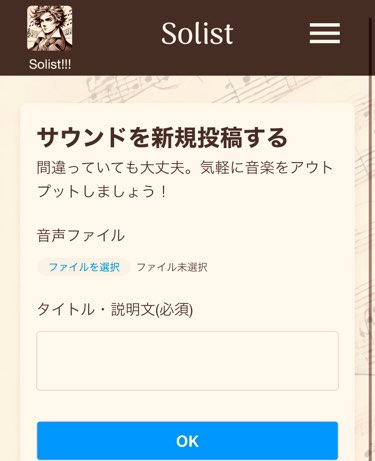 Solist
Solist!!!
サウンドを新規投稿する
間違っていても大丈夫。気軽に音楽をアウト
プットしましょう！
音声ファイル
ファイルを選択 ファイル未選択
タイトル・説明文(必須)
OK